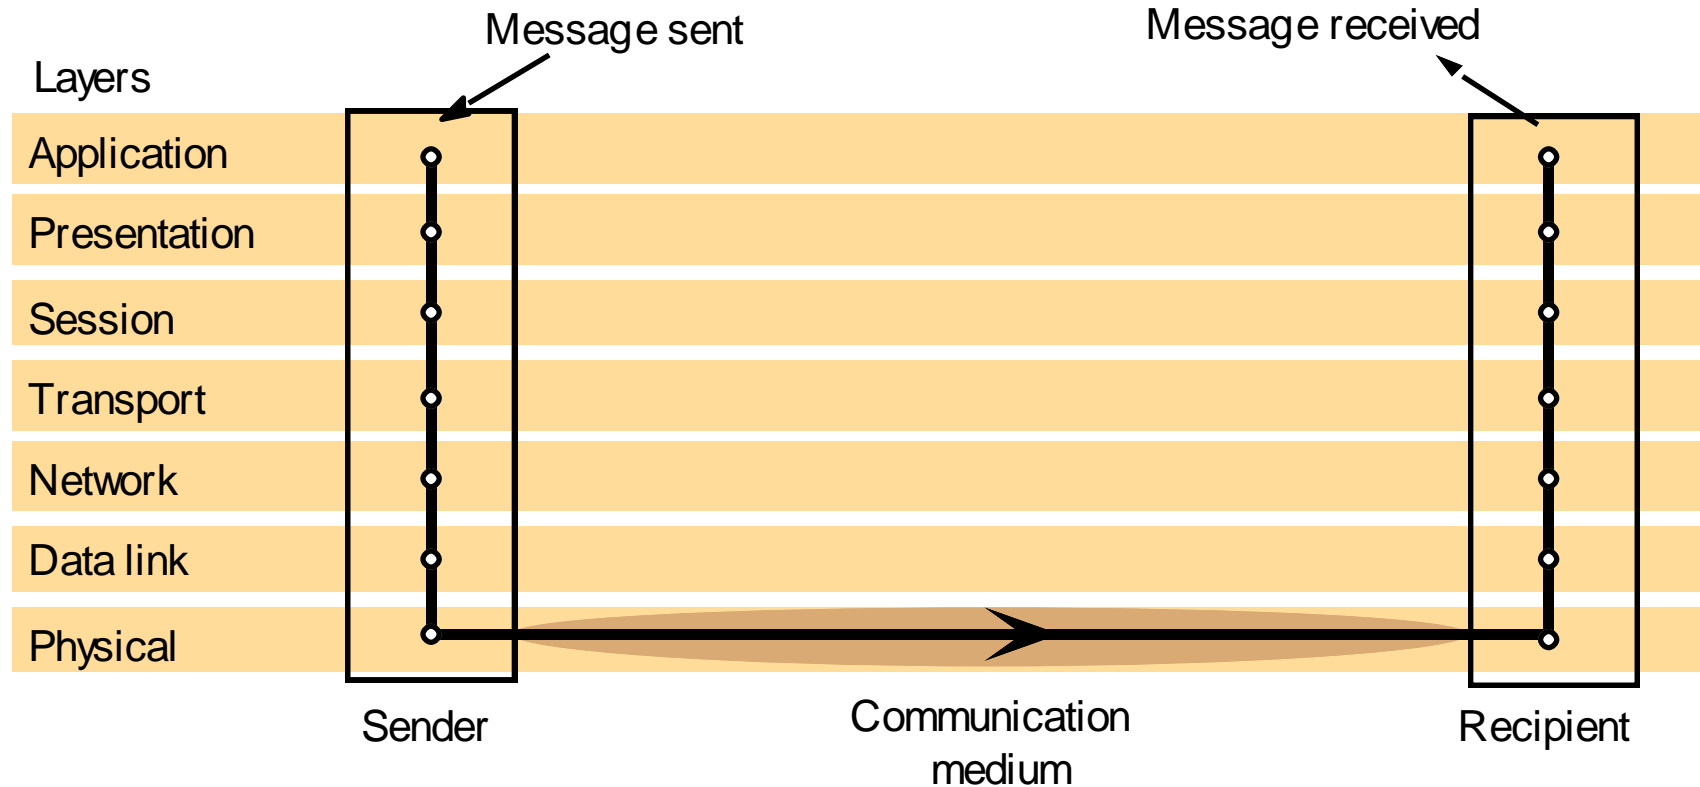 Message sent
Message received
Layers
Application
Presentation
Session
Transport
Network
Data link
Physical
Sender
Communication
medium
Recipient